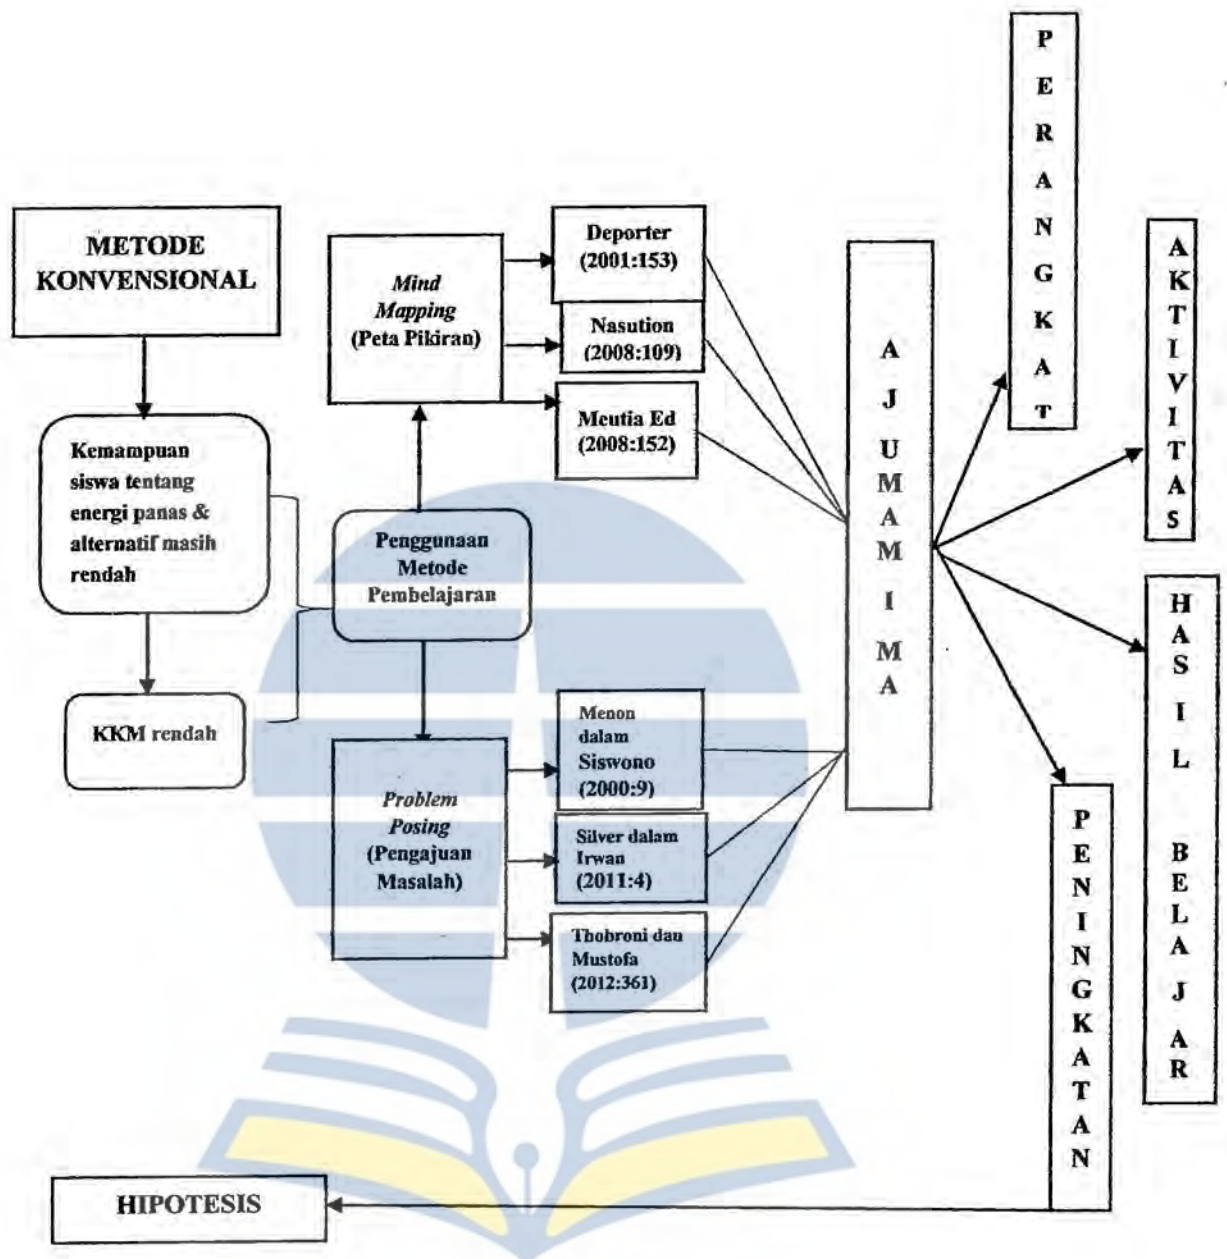 METODE
KONVENSIONAL
Kemampuan
siswa tentang
energi panas &
alternatif masih
rendah
KKM rendah
Penggunaan
Metode
Pembelajaran
Mind
Mapping
(Peta Pikiran)
Deporter
(2001:153)
Nasution
(2008:109)
Meutia Ed
(2008:152)
Problem
Posing
(Pengajuan
Masalah)
Menon
dalam
Siswono
(2000:9)
Silver dalam
Irwan
(2011:4)
Thobroni dan
Mustofa
(2012:361)
A
J
U
M
A
M
I
M
A
P
E
R
A
N
G
K
A
T
A
K
T
I
V
I
T
A
S
H
A S
I
L
B
E
L A
J
A R
P
E
N
I
N
G
K
A
T
A
N
HIPOTESIS